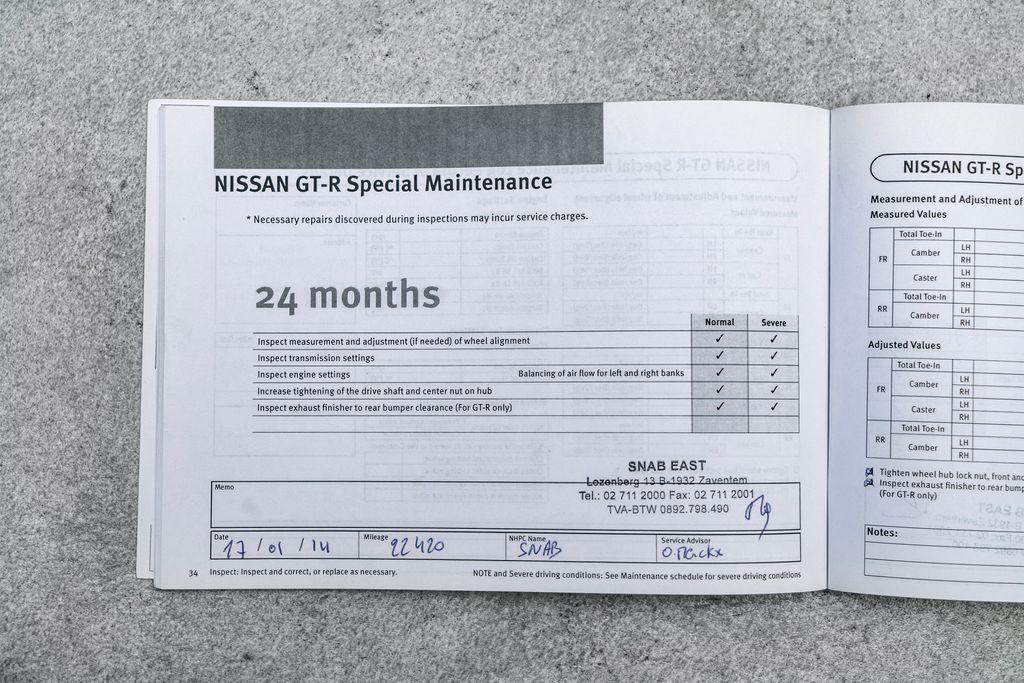 NISSAN GT-R Special Maintenance
* Necessary repairs discovered during inspections may incur service charges.
24 months
Normal Severe
Inspect measurement and adjustment (if needed) of wheel alignment ✓ ✓
Inspect transmission settings ✓ ✓
Inspect engine settings Balancing of air flow for left and right banks ✓ ✓
Increase tightening of the drive shaft and center nut on hub ✓ ✓
Inspect exhaust finisher to rear bumper clearance (For GT-R only) ✓ ✓
SNAB EAST
Lozenberg 13 B-1932 Zaventem
Tel.: 02 711 2000 Fax: 02 711 2001
TVA-BTW 0892.798.490
Memo
Date Mileage NHPC Name Service Advisor
17 / 01 / 14 22420 SNAB
34 Inspect: Inspect and correct, or replace as necessary. NOTE and Severe driving conditions: See Maintenance schedule for severe driving conditions
NISSAN GT-R Sp
Measurement and Adjustment of
Measured Values
Total Toe-In
FR Camber LH
RH
Caster LH
RH
Total Toe-In
RR Camber LH
RH
Adjusted Values
Total Toe-In
FR Camber LH
RH
Caster LH
RH
Total Toe-In
RR Camber LH
RH
Tighten wheel hub lock nut, front and
Inspect exhaust finisher to rear bump
(For GT-R only)
Notes: